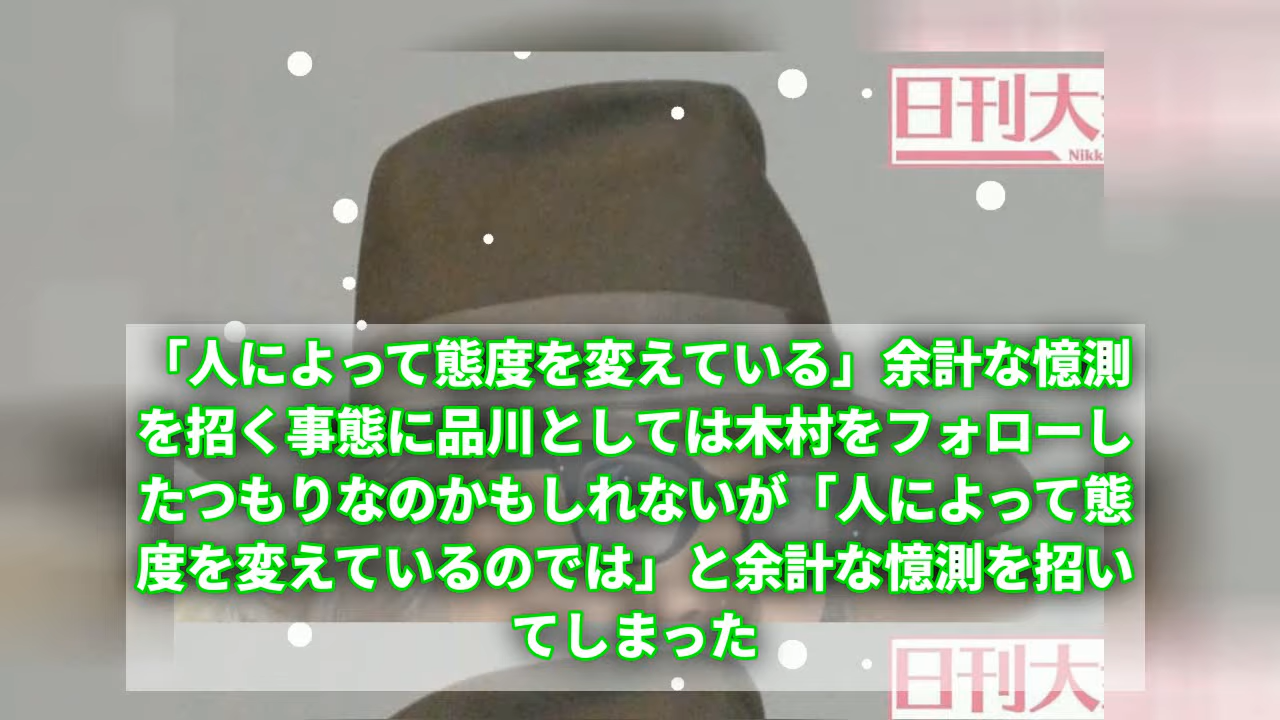 日刊大
Nikk
「人によって態度を変えている」余計な憶測
を招く事態に品川としては木村をフォローし
たつもりなのかもしれないが「人によって態
度を変えているのでは」と余計な憶測を招い
てしまった
日刊大